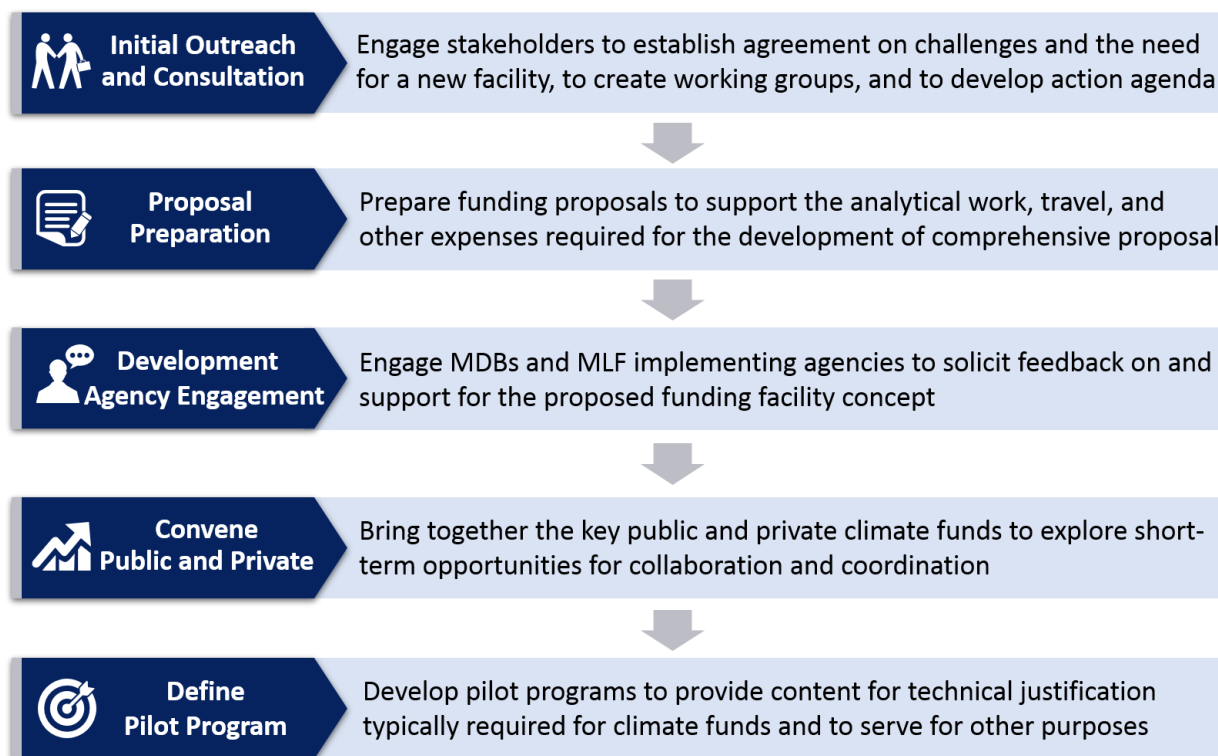 Initial Outreach
and Consultation
Engage stakeholders to establish agreement on challenges and the need
for a new facility, to create working groups, and to develop action agenda
Proposal
Preparation
Prepare funding proposals to support the analytical work, travel, and
other expenses required for the development of comprehensive proposal
Development
Agency Engagement
Engage MDBs and MLF implementing agencies to solicit feedback on and
support for the proposed funding facility concept
Convene
Public and Private
Bring together the key public and private climate funds to explore short-
term opportunities for collaboration and coordination
Define
Pilot Program
Develop pilot programs to provide content for technical justification
typically required for climate funds and to serve for other purposes